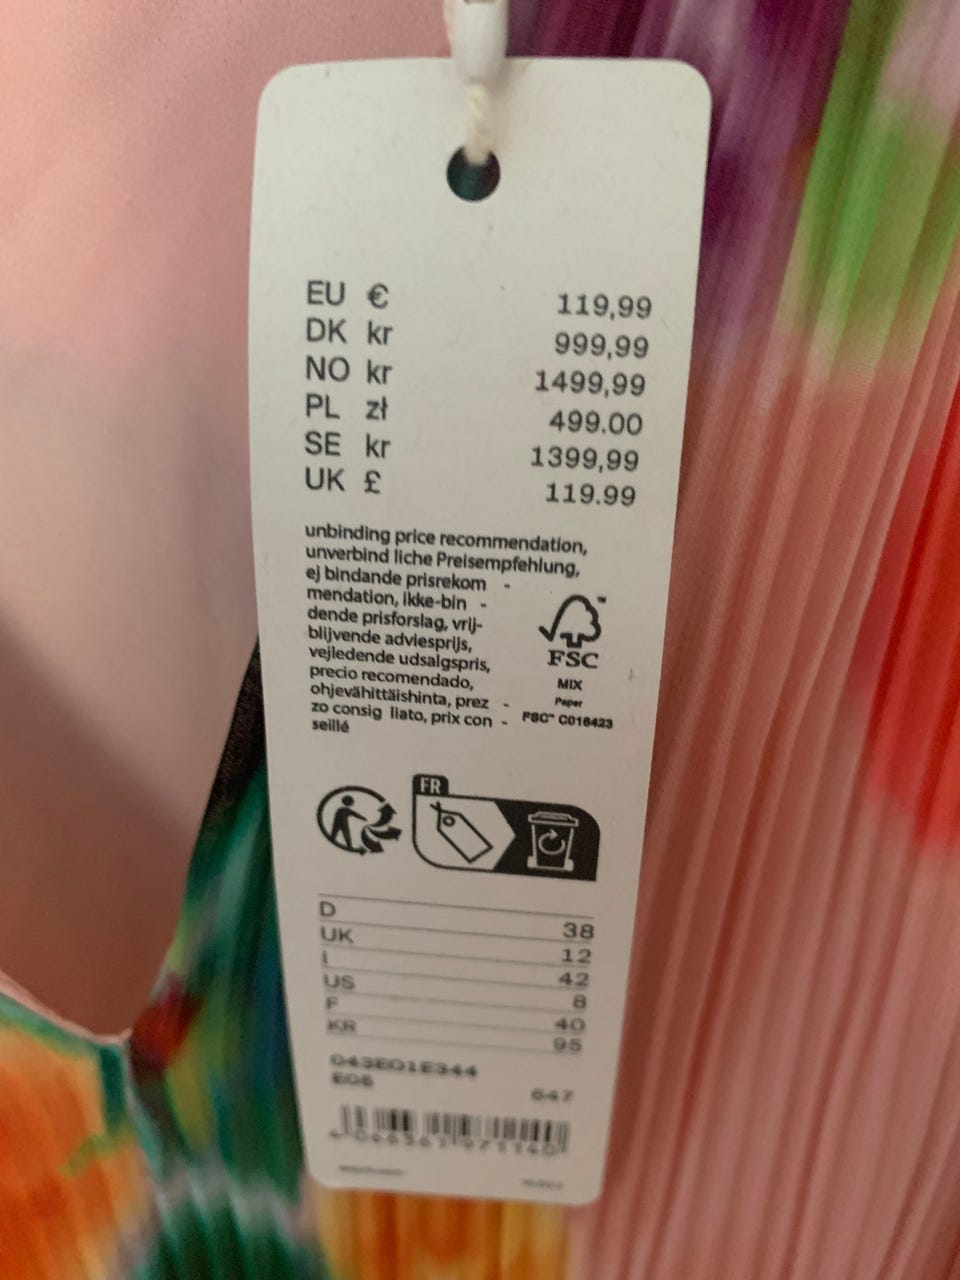 EU € 119,99
DK kr 999,99
NO kr 1499,99
PL zł 499.00
SE kr 1399,99
UK £ 119.99
unbinding price recommendation,
unverbind liche Preisempfehlung,
ej bindande prisrekom -
mendation, ikke-bin -
dende prisforslag, vrij-
blijvende adviesprijs,
vejledende udsalgspris,
precio recomendado,
ohjevähittäishinta, prez -
zo consig liato, prix con -
seillé
™
FSC
MIX
Paper
FSC™ C016423
FR
D 38
UK 12
I 42
US 8
F 40
KR 95
043EO1E344
E05 647